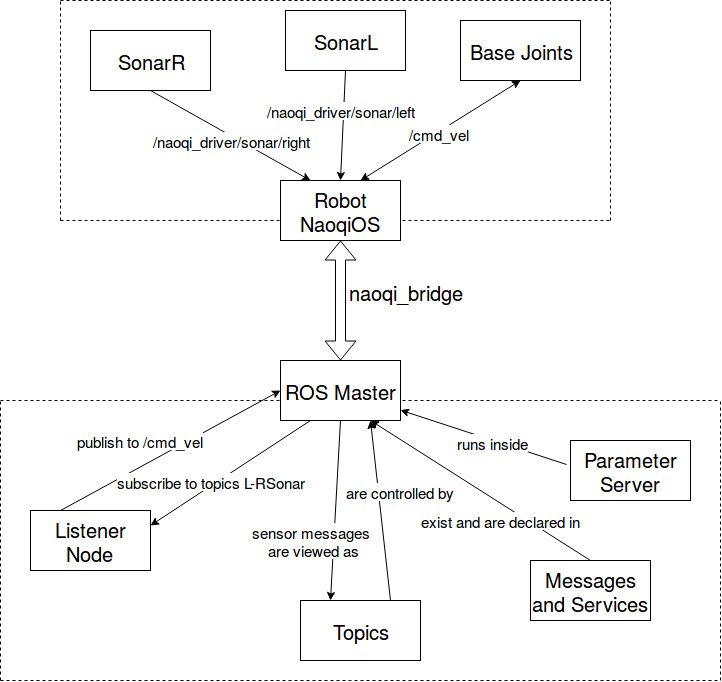 SonarR
SonarL
Base Joints
/naoqi_driver/sonar/right
/naoqi_driver/sonar/left
/cmd_vel
Robot
NaoqiOS
naoqi_bridge
ROS Master
publish to /cmd_vel
subscribe to topics L-RSonar
runs inside
Parameter
Server
are controlled by
sensor messages
are viewed as
exist and are declared in
Listener
Node
Messages
and Services
Topics